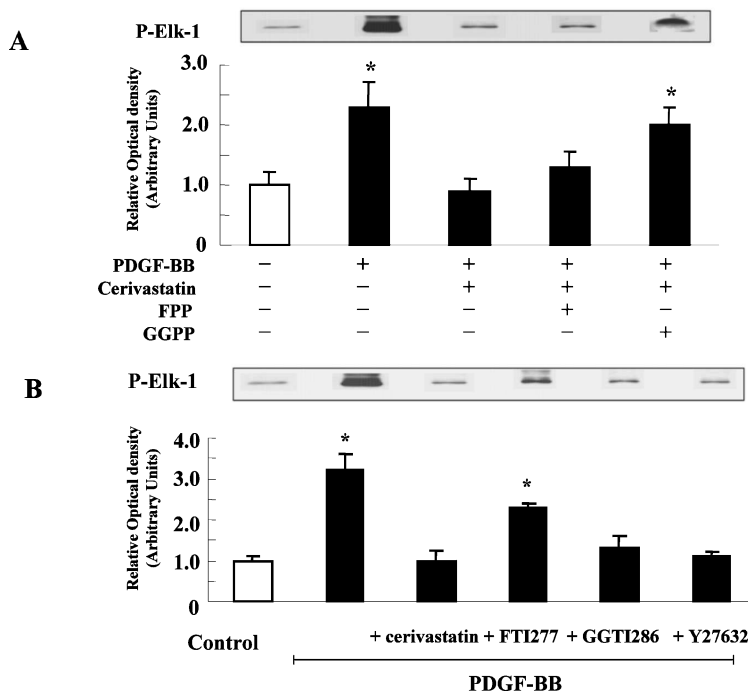 A
P-Elk-1
Relative Optical density
(Arbitrary Units)
3.0
2.0
1.0
0
* *
PDGF-BB − + + + +
Cerivastatin − − + + +
FPP − − − + −
GGPP − − − − +
B
P-Elk-1
Relative Optical density
(Arbitrary Units)
4.0
3.0
2.0
1.0
0
* *
Control + cerivastatin + FTI277 + GGTI286 + Y27632
PDGF-BB